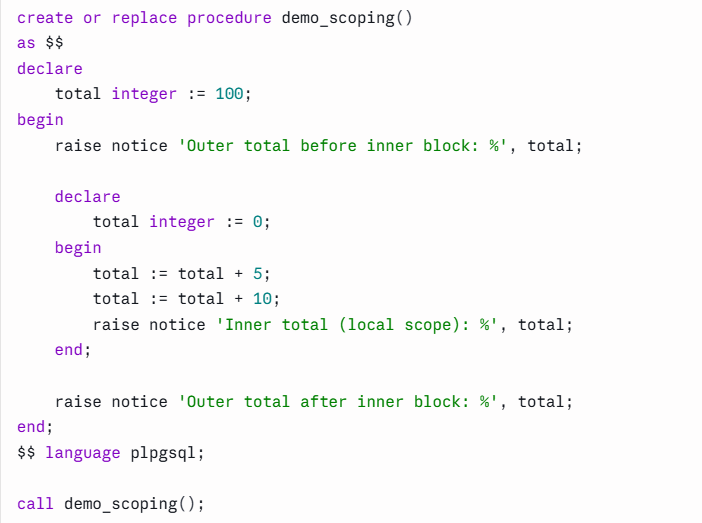 create or replace procedure demo_scoping()
as $$
declare
    total integer := 100;
begin
    raise notice 'Outer total before inner block: %', total;

    declare
        total integer := 0;
    begin
        total := total + 5;
        total := total + 10;
        raise notice 'Inner total (local scope): %', total;
    end;

    raise notice 'Outer total after inner block: %', total;
end;
$$ language plpgsql;

call demo_scoping();